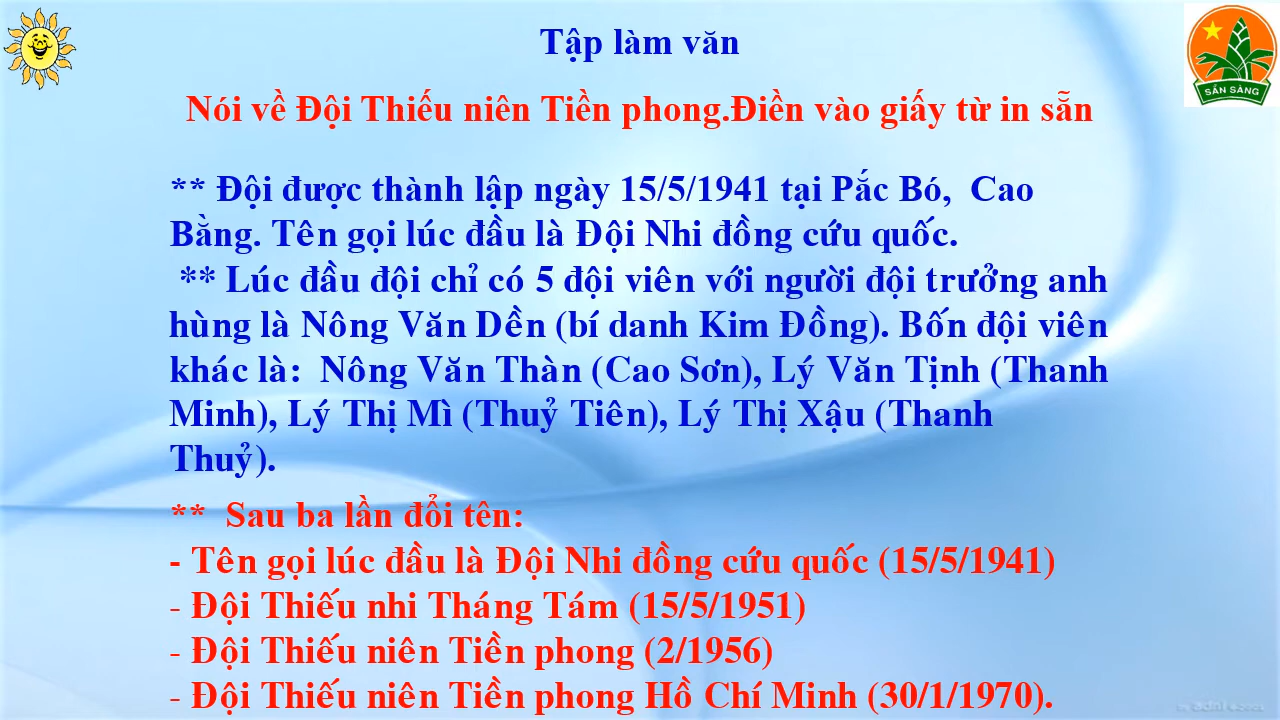 Tập làm văn
SẴN SÀNG
Nói về Đội Thiếu niên Tiền phong.Điền vào giấy từ in sẵn
** Đội được thành lập ngày 15/5/1941 tại Pắc Bó, Cao
Bằng. Tên gọi lúc đầu là Đội Nhi đồng cứu quốc.
** Lúc đầu đội chỉ có 5 đội viên với người đội trưởng anh
hùng là Nông Văn Dền (bí danh Kim Đồng). Bốn đội viên
khác là: Nông Văn Thàn (Cao Sơn), Lý Văn Tịnh (Thanh
Minh), Lý Thị Mì (Thuỷ Tiên), Lý Thị Xậu (Thanh
Thuỷ).
** Sau ba lần đổi tên:
- Tên gọi lúc đầu là Đội Nhi đồng cứu quốc (15/5/1941)
- Đội Thiếu nhi Tháng Tám (15/5/1951)
- Đội Thiếu niên Tiền phong (2/1956)
- Đội Thiếu niên Tiền phong Hồ Chí Minh (30/1/1970).